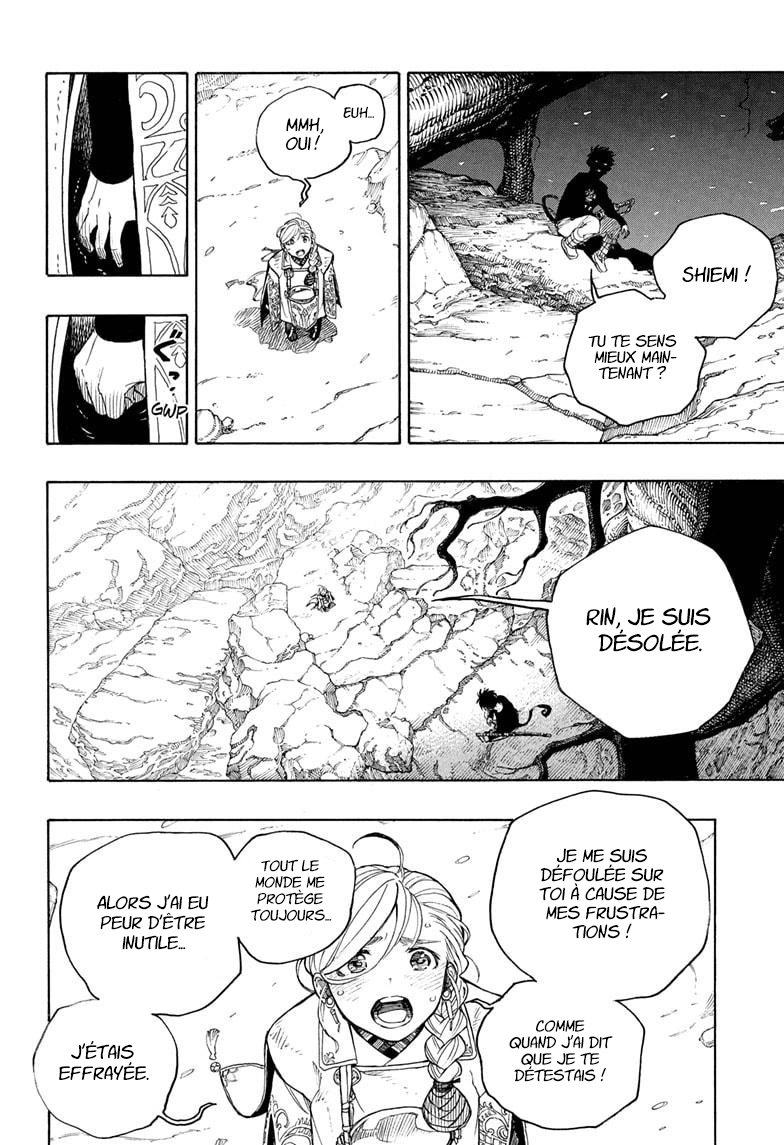 SHIEMI !
TU TE SENS
MIEUX MAIN-
TENANT ?
EUH...
MMH,
OUI !
ぐっ
GWP
RIN, JE SUIS
DÉSOLÉE.
JE ME SUIS
DÉFOULÉE SUR
TOI À CAUSE DE
MES FRUSTRA-
TIONS !
COMME
QUAND J'AI DIT
QUE JE TE
DÉTESTAIS !
TOUT LE
MONDE ME
PROTÈGE
TOUJOURS...
ALORS J'AI EU
PEUR D'ÊTRE
INUTILE...
J'ÉTAIS
EFFRAYÉE.